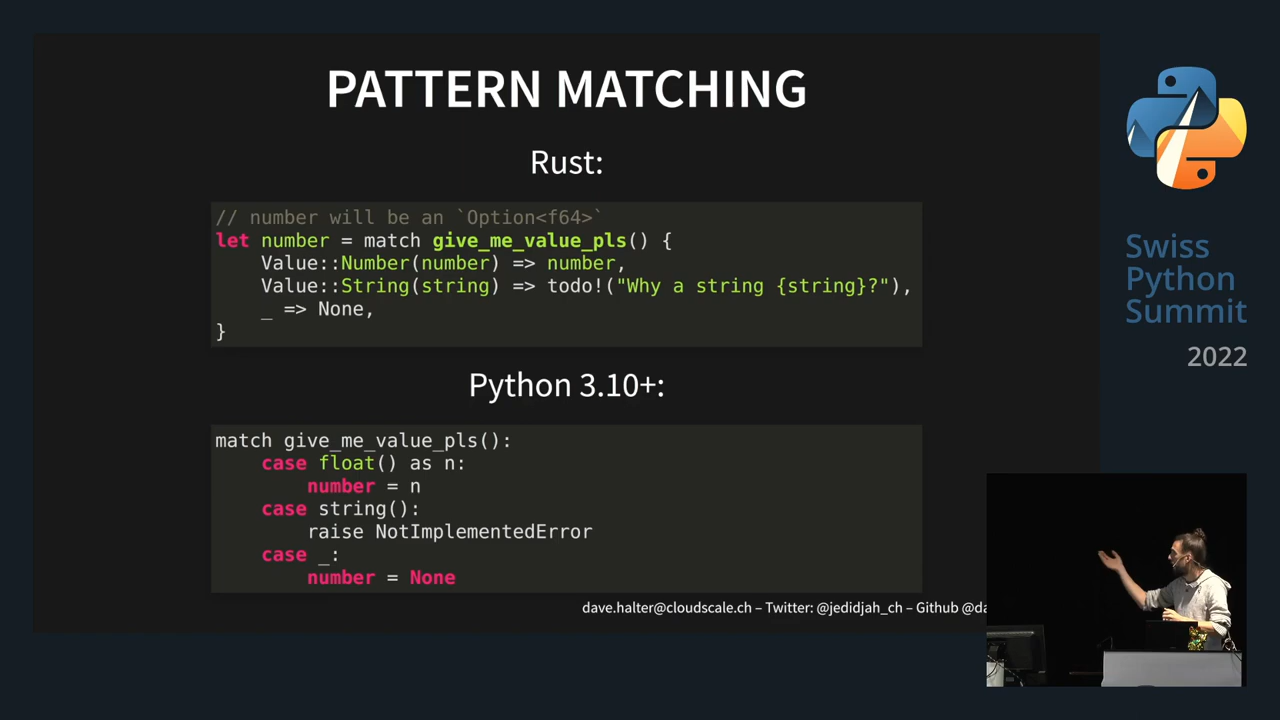 PATTERN MATCHING
Rust:
// number will be an `Option<f64>`
let number = match give_me_value_pls() {
    Value::Number(number) => number,
    Value::String(string) => todo!("Why a string {string}?"),
    _ => None,
}
Python 3.10+:
match give_me_value_pls():
    case float() as n:
        number = n
    case string():
        raise NotImplementedError
    case _:
        number = None
dave.halter@cloudscale.ch – Twitter: @jedidjah_ch – Github @da
Swiss
Python
Summit
2022